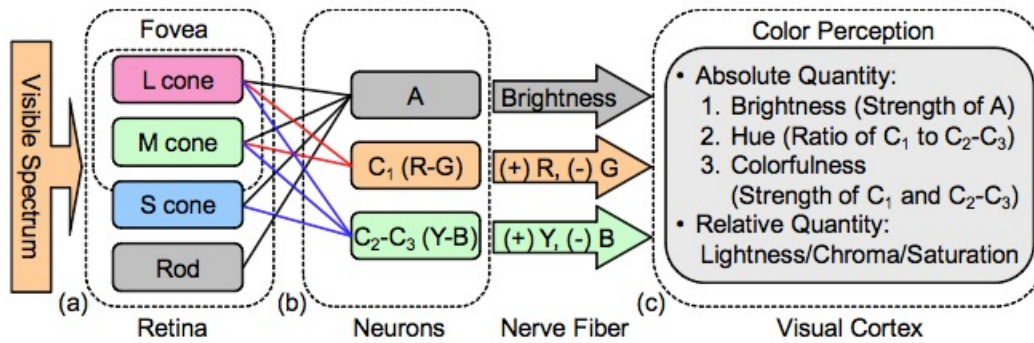 Visible Spectrum
Fovea
L cone
M cone
S cone
Rod
(a)
Retina
A
C₁ (R-G)
C₂-C₃ (Y-B)
(b)
Neurons
Brightness
(+) R, (-) G
(+) Y, (-) B
Nerve Fiber
(c)
Color Perception
• Absolute Quantity:
1. Brightness (Strength of A)
2. Hue (Ratio of C₁ to C₂-C₃)
3. Colorfulness
(Strength of C₁ and C₂-C₃)
• Relative Quantity:
Lightness/Chroma/Saturation
Visual Cortex